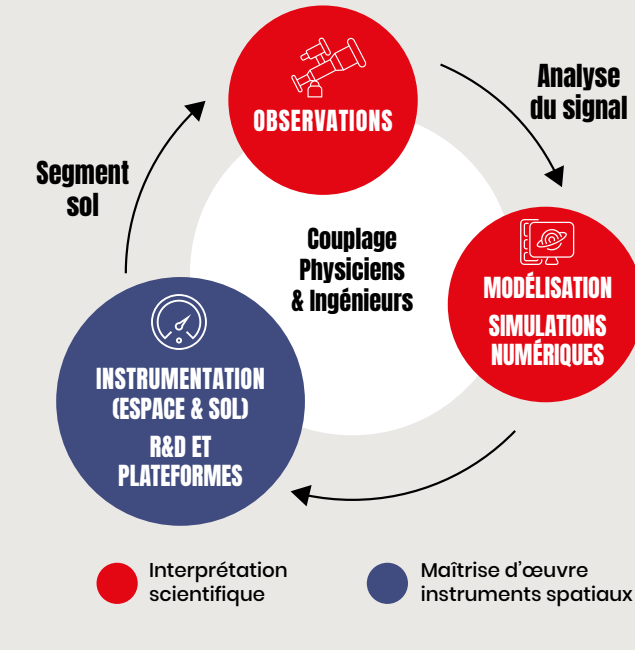 OBSERVATIONS
Analyse
du signal
Segment
sol
Couplage
Physiciens
& Ingénieurs
MODÉLISATION
SIMULATIONS
NUMÉRIQUES
INSTRUMENTATION
(ESPACE & SOL)
R&D ET
PLATEFORMES
Interprétation
scientifique
Maîtrise d'œuvre
instruments spatiaux